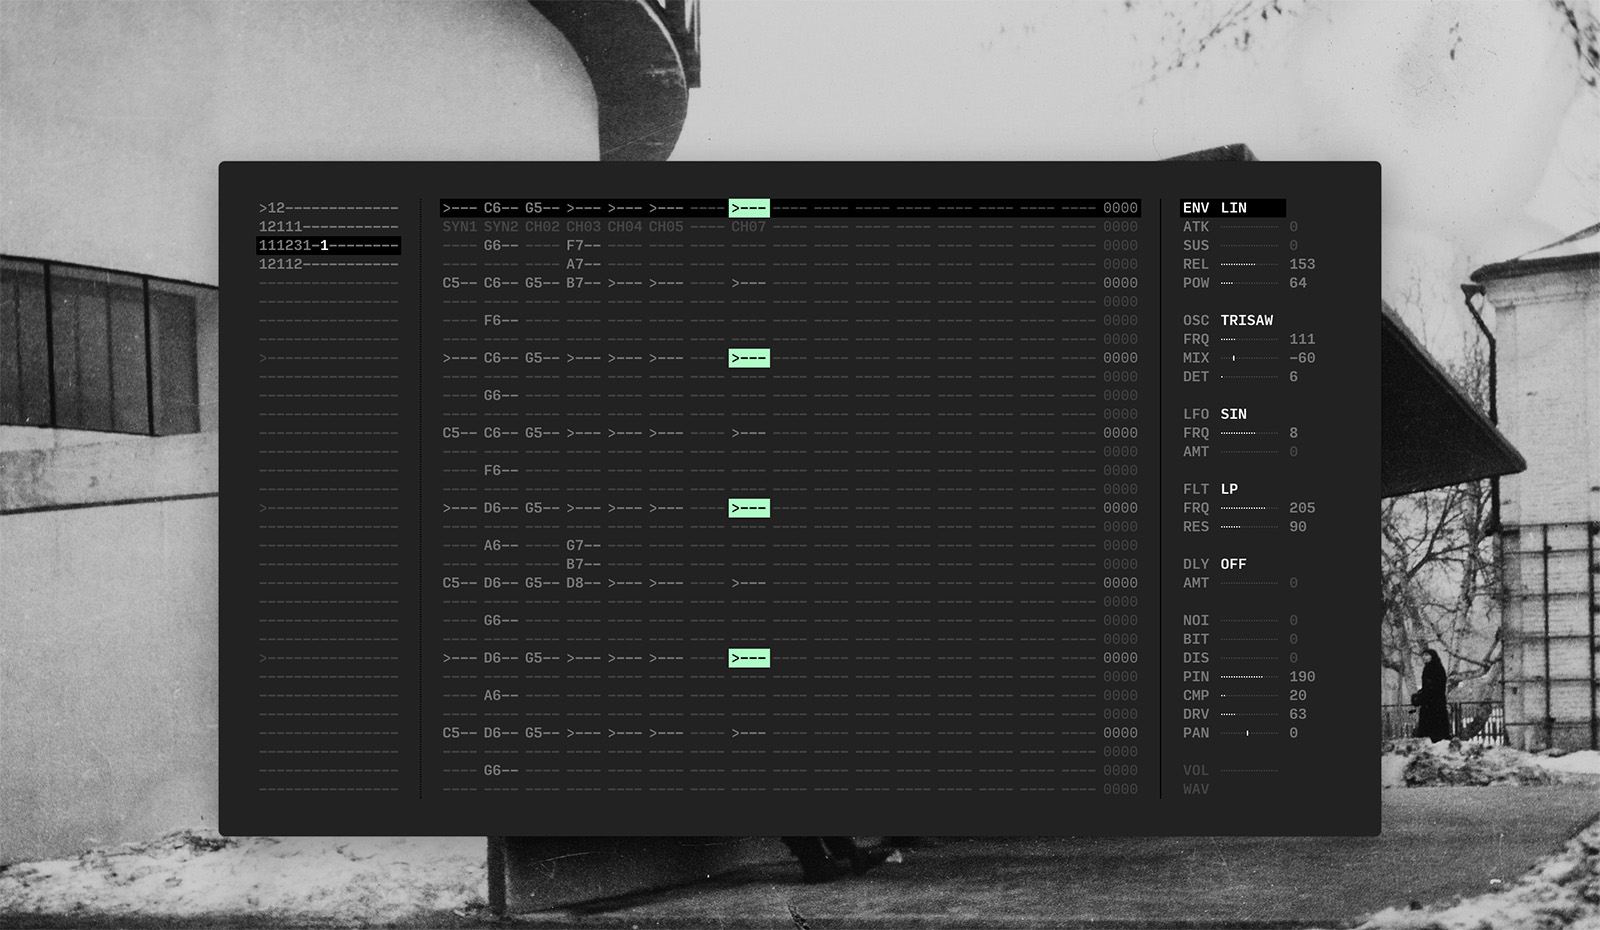 >12-------------
12111-----------
111231-1--------
12112-----------
----------------
----------------
----------------
----------------
>---------------
----------------
----------------
----------------
----------------
----------------
----------------
----------------
>---------------
----------------
----------------
----------------
----------------
----------------
----------------
----------------
>---------------
----------------
----------------
----------------
----------------
----------------
----------------
----------------
>--- C6-- G5-- >--- >--- >--- ---- >--- ---- ---- ---- ---- ---- ---- ---- ---- 0000
SYN1 SYN2 CH02 CH03 CH04 CH05 ---- CH07 ---- ---- ---- ---- ---- ---- ---- ---- 0000
---- G6-- ---- F7-- ---- ---- ---- ---- ---- ---- ---- ---- ---- ---- ---- ---- 0000
---- ---- ---- A7-- ---- ---- ---- ---- ---- ---- ---- ---- ---- ---- ---- ---- 0000
C5-- C6-- G5-- B7-- >--- >--- ---- >--- ---- ---- ---- ---- ---- ---- ---- ---- 0000
---- ---- ---- ---- ---- ---- ---- ---- ---- ---- ---- ---- ---- ---- ---- ---- 0000
---- F6-- ---- ---- ---- ---- ---- ---- ---- ---- ---- ---- ---- ---- ---- ---- 0000
---- ---- ---- ---- ---- ---- ---- ---- ---- ---- ---- ---- ---- ---- ---- ---- 0000
>--- C6-- G5-- >--- >--- >--- ---- >--- ---- ---- ---- ---- ---- ---- ---- ---- 0000
---- ---- ---- ---- ---- ---- ---- ---- ---- ---- ---- ---- ---- ---- ---- ---- 0000
---- G6-- ---- ---- ---- ---- ---- ---- ---- ---- ---- ---- ---- ---- ---- ---- 0000
---- ---- ---- ---- ---- ---- ---- ---- ---- ---- ---- ---- ---- ---- ---- ---- 0000
C5-- C6-- G5-- >--- >--- >--- ---- >--- ---- ---- ---- ---- ---- ---- ---- ---- 0000
---- ---- ---- ---- ---- ---- ---- ---- ---- ---- ---- ---- ---- ---- ---- ---- 0000
---- F6-- ---- ---- ---- ---- ---- ---- ---- ---- ---- ---- ---- ---- ---- ---- 0000
---- ---- ---- ---- ---- ---- ---- ---- ---- ---- ---- ---- ---- ---- ---- ---- 0000
>--- D6-- G5-- >--- >--- >--- ---- >--- ---- ---- ---- ---- ---- ---- ---- ---- 0000
---- ---- ---- ---- ---- ---- ---- ---- ---- ---- ---- ---- ---- ---- ---- ---- 0000
---- A6-- ---- G7-- ---- ---- ---- ---- ---- ---- ---- ---- ---- ---- ---- ---- 0000
---- ---- ---- B7-- ---- ---- ---- ---- ---- ---- ---- ---- ---- ---- ---- ---- 0000
C5-- D6-- G5-- D8-- >--- >--- ---- >--- ---- ---- ---- ---- ---- ---- ---- ---- 0000
---- ---- ---- ---- ---- ---- ---- ---- ---- ---- ---- ---- ---- ---- ---- ---- 0000
---- G6-- ---- ---- ---- ---- ---- ---- ---- ---- ---- ---- ---- ---- ---- ---- 0000
---- ---- ---- ---- ---- ---- ---- ---- ---- ---- ---- ---- ---- ---- ---- ---- 0000
>--- D6-- G5-- >--- >--- >--- ---- >--- ---- ---- ---- ---- ---- ---- ---- ---- 0000
---- ---- ---- ---- ---- ---- ---- ---- ---- ---- ---- ---- ---- ---- ---- ---- 0000
---- A6-- ---- ---- ---- ---- ---- ---- ---- ---- ---- ---- ---- ---- ---- ---- 0000
---- ---- ---- ---- ---- ---- ---- ---- ---- ---- ---- ---- ---- ---- ---- ---- 0000
C5-- D6-- G5-- >--- >--- >--- ---- >--- ---- ---- ---- ---- ---- ---- ---- ---- 0000
---- ---- ---- ---- ---- ---- ---- ---- ---- ---- ---- ---- ---- ---- ---- ---- 0000
---- G6-- ---- ---- ---- ---- ---- ---- ---- ---- ---- ---- ---- ---- ---- ---- 0000
---- ---- ---- ---- ---- ---- ---- ---- ---- ---- ---- ---- ---- ---- ---- ---- 0000
ENV LIN
ATK 0
SUS 0
REL 153
POW 64
OSC TRISAW
FRQ 111
MIX -60
DET 6
LFO SIN
FRQ 8
AMT 0
FLT LP
FRQ 205
RES 90
DLY OFF
AMT 0
NOI 0
BIT 0
DIS 0
PIN 190
CMP 20
DRV 63
PAN 0
VOL
WAV